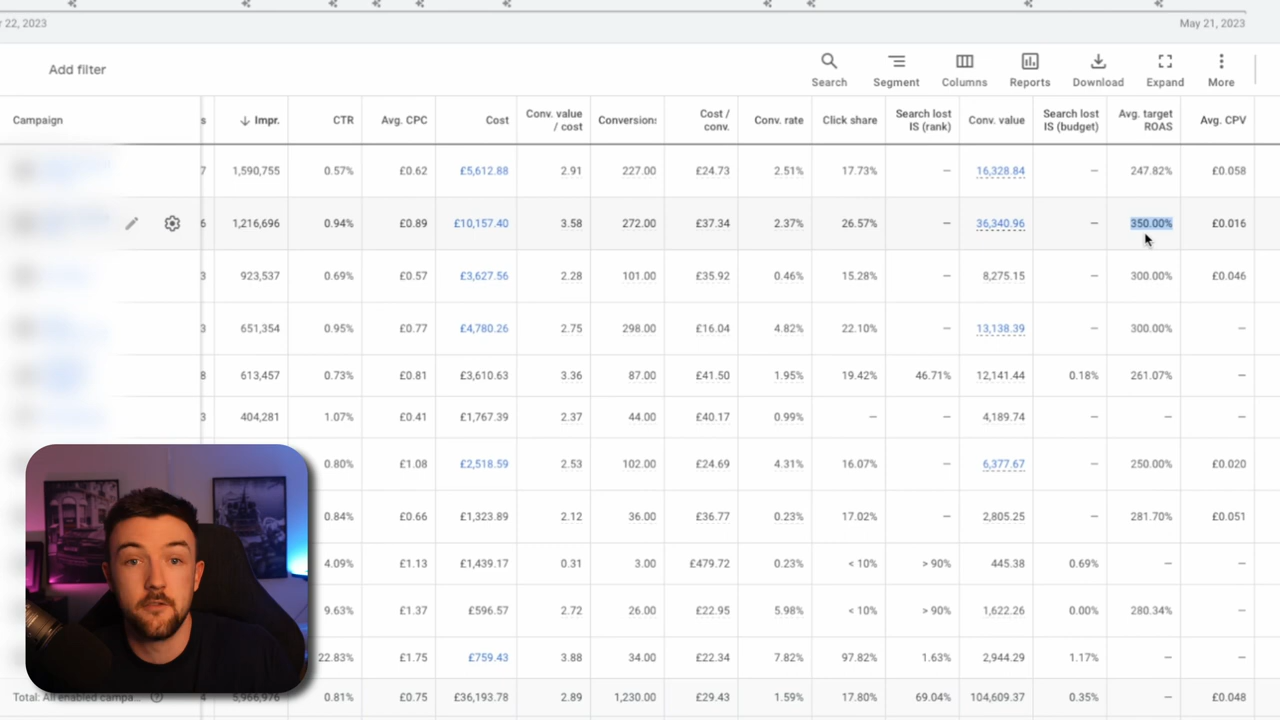 r 22, 2023 May 21, 2023
Add filter
Search Segment Columns Reports Download Expand More
Campaign s ↓ Impr. CTR Avg. CPC Cost Conv. value / cost Conversions Cost / conv. Conv. rate Click share Search lost IS (rank) Conv. value Search lost IS (budget) Avg. target ROAS Avg. CPV
7 1,590,755 0.57% £0.62 £5,612.88 2.91 227.00 £24.73 2.51% 17.73% — 16,328.84 — 247.82% £0.058
6 1,216,696 0.94% £0.89 £10,157.40 3.58 272.00 £37.34 2.37% 26.57% — 36,340.96 — 350.00% £0.016
3 923,537 0.69% £0.57 £3,627.56 2.28 101.00 £35.92 0.46% 15.28% — 8,275.15 — 300.00% £0.046
3 651,354 0.95% £0.77 £4,780.26 2.75 298.00 £16.04 4.82% 22.10% — 13,138.39 — 300.00% —
8 613,457 0.73% £0.81 £3,610.63 3.36 87.00 £41.50 1.95% 19.42% 46.71% 12,141.44 0.18% 261.07% —
3 404,281 1.07% £0.41 £1,767.39 2.37 44.00 £40.17 0.99% — — 4,189.74 — — —
0.80% £1.08 £2,518.59 2.53 102.00 £24.69 4.31% 16.07% — 6,377.67 — 250.00% £0.020
0.84% £0.66 £1,323.89 2.12 36.00 £36.77 0.23% 17.02% — 2,805.25 — 281.70% £0.051
4.09% £1.13 £1,439.17 0.31 3.00 £479.72 0.23% < 10% > 90% 445.38 0.69% — —
9.63% £1.37 £596.57 2.72 26.00 £22.95 5.98% < 10% > 90% 1,622.26 0.00% 280.34% —
22.83% £1.75 £759.43 3.88 34.00 £22.34 7.82% 97.82% 1.63% 2,944.29 1.17% — —
Total: All enabled campa... 4 5,966,976 0.81% £0.75 £36,193.78 2.89 1,230.00 £29.43 1.59% 17.80% 69.04% 104,609.37 0.35% — £0.048